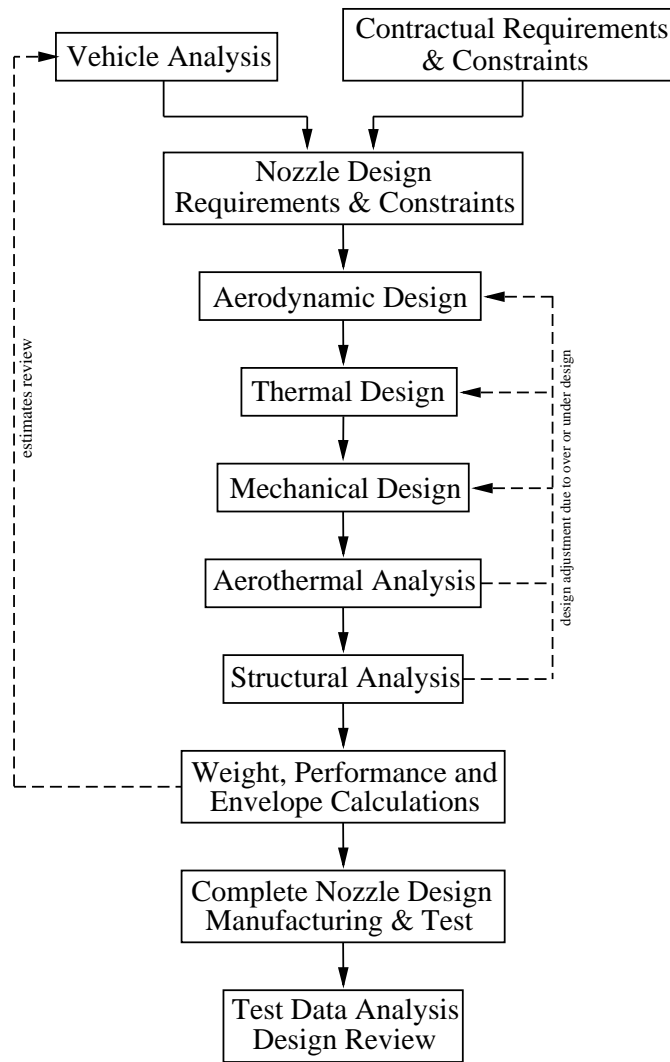 Vehicle Analysis
Contractual Requirements
& Constraints
Nozzle Design
Requirements & Constraints
Aerodynamic Design
Thermal Design
Mechanical Design
Aerothermal Analysis
Structural Analysis
Weight, Performance and
Envelope Calculations
Complete Nozzle Design
Manufacturing & Test
Test Data Analysis
Design Review
estimates review
design adjustment due to over or under design